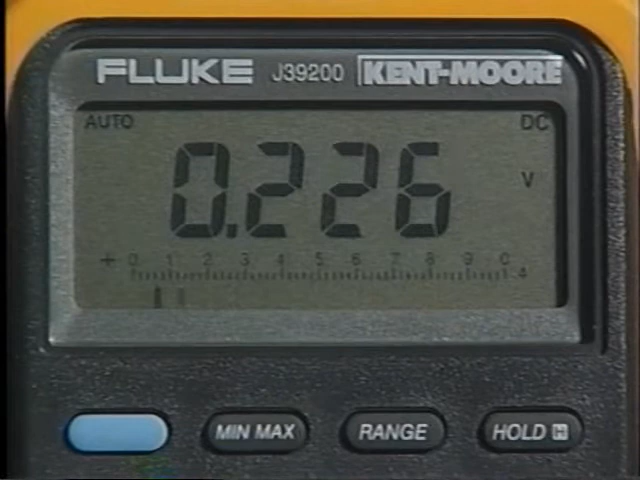 FLUKE J39200 KENT-MOORE
AUTO DC
0.226 V
+ 0 1 2 3 4 5 6 7 8 9 0
4
MIN MAX RANGE HOLD H